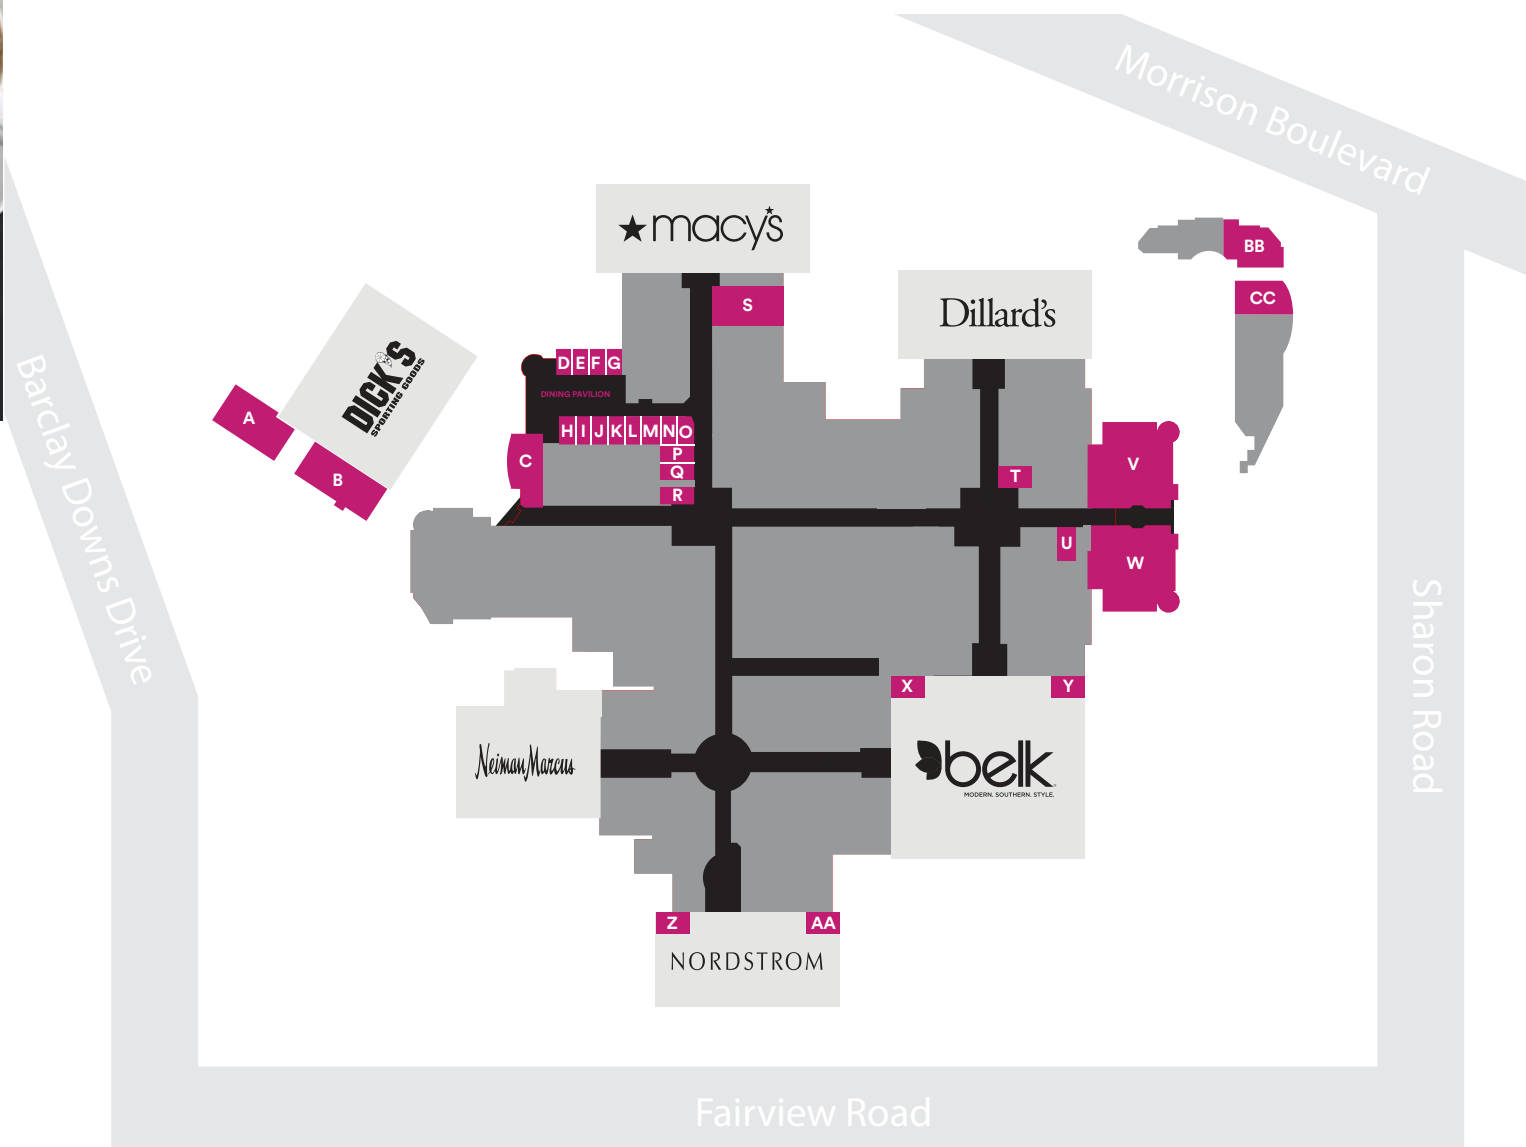 Morrison Boulevard
macy's
BB
CC
S
Dillard's
DICK'S
SPORTING GOODS
D E F G
DINING PAVILION
A
H I J K L M N O
P
C
Q
V
B
T
R
U
W
Barclay Downs Drive
Sharon Road
X
Y
Neiman Marcus
belk
MODERN. SOUTHERN. STYLE.
Z
AA
NORDSTROM
Fairview Road